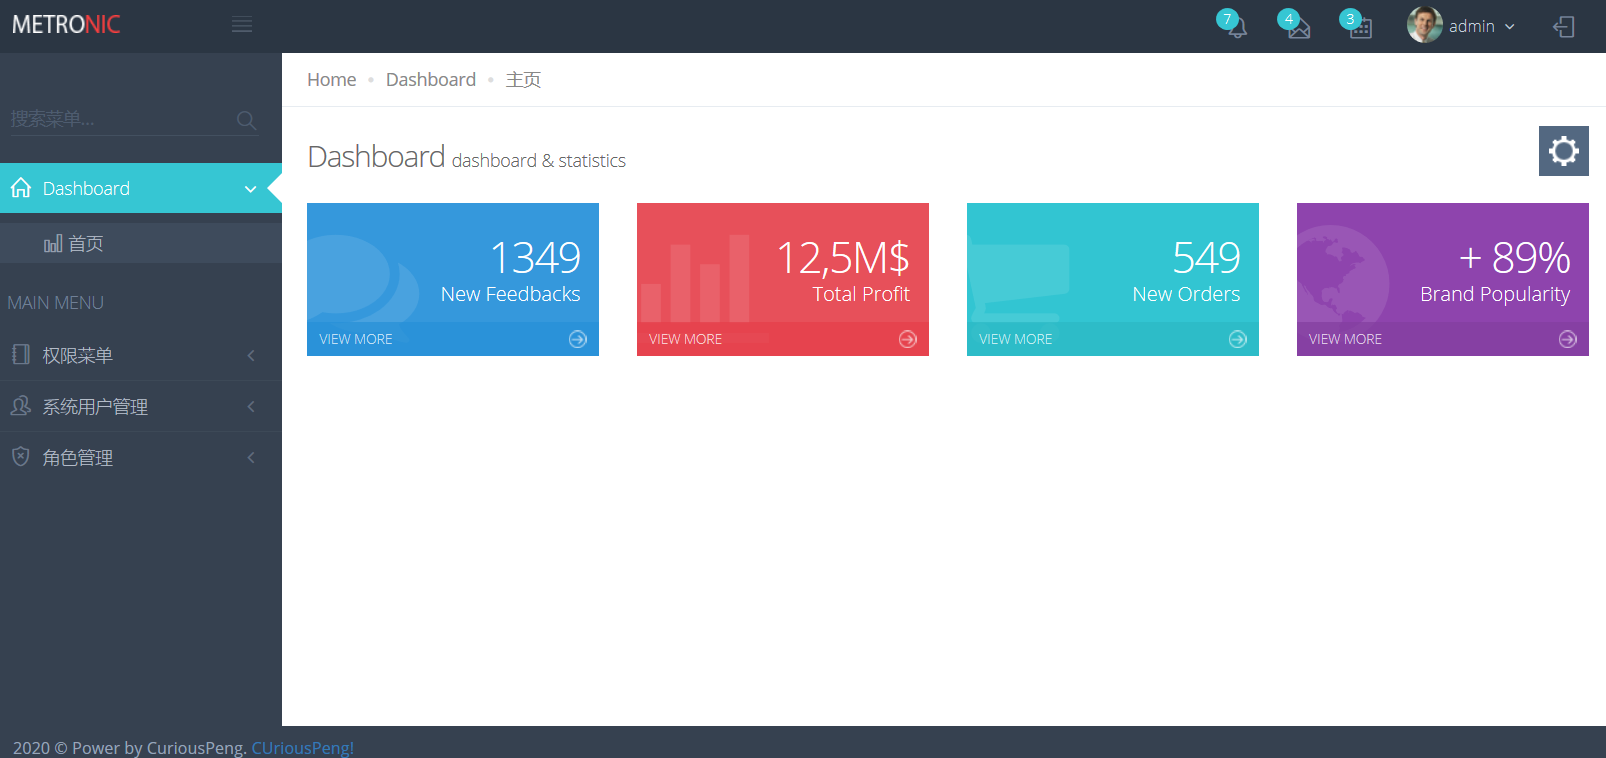 METRONIC
7
4
3
admin
Home
Dashboard
主页
搜索菜单...
Dashboard
首页
MAIN MENU
权限菜单
系统用户管理
角色管理
Dashboard dashboard & statistics
1349
New Feedbacks
VIEW MORE
12,5M$
Total Profit
VIEW MORE
549
New Orders
VIEW MORE
+ 89%
Brand Popularity
VIEW MORE
2020 © Power by CuriousPeng. CUriousPeng!